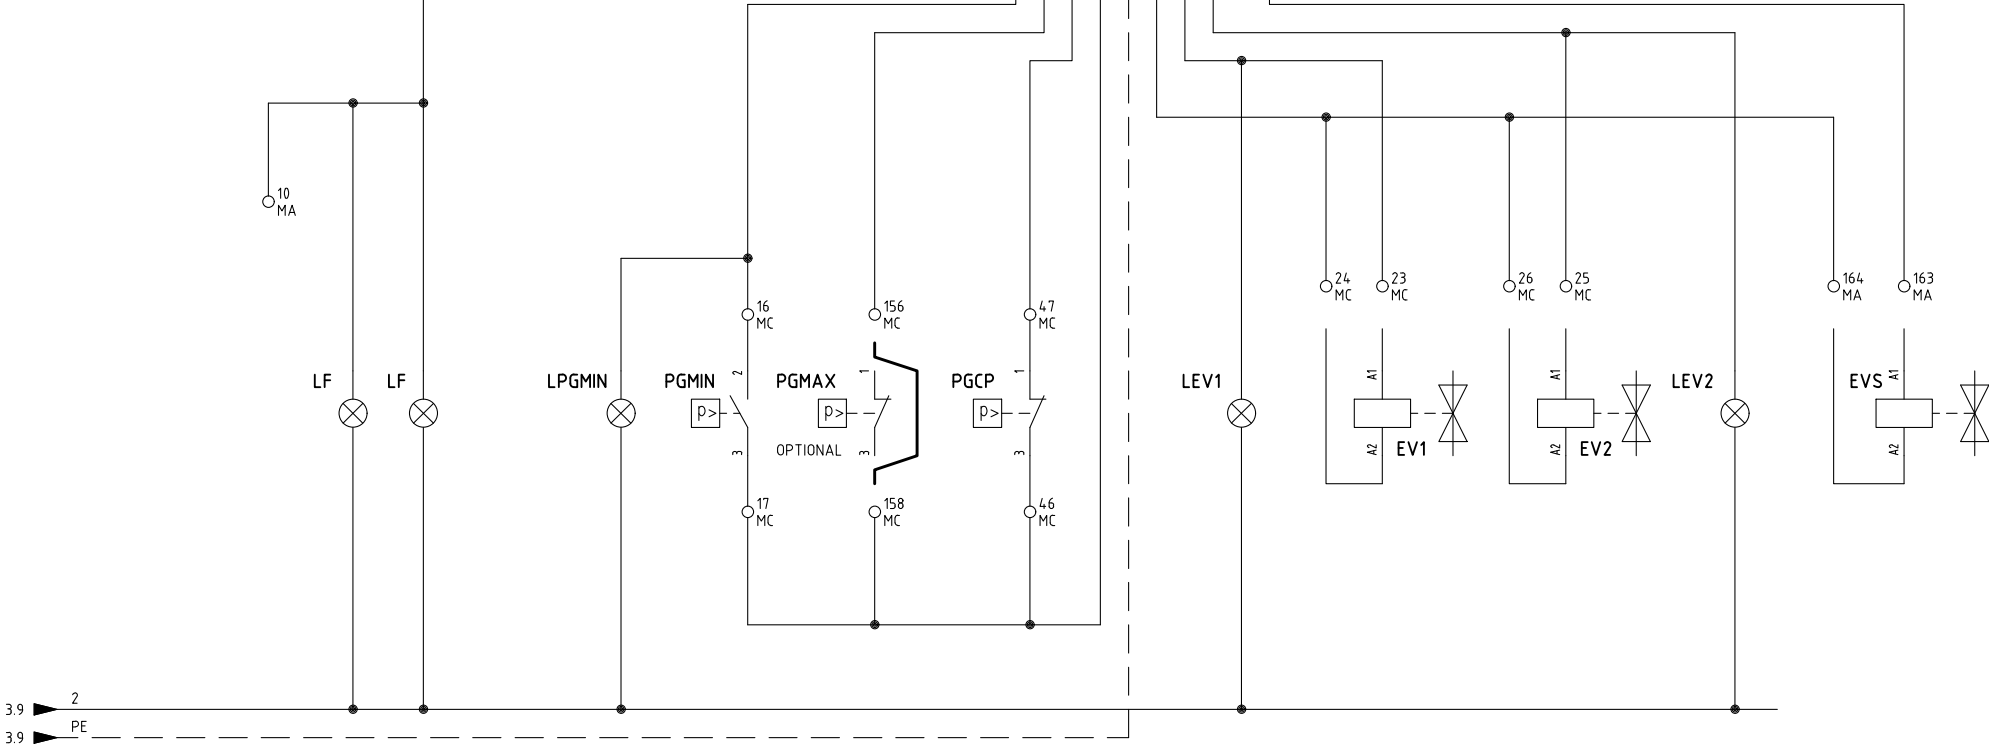 10
MA
24
MC
23
MC
26
MC
25
MC
164
MA
163
MA
16
MC
156
MC
47
MC
LF
LF
LPGMIN
PGMIN
2
PGMAX
1
PGCP
1
LEV1
A1
A1
LEV2
EVS
A1
P>
P>
P>
3
OPTIONAL
3
3
A2
EV1
A2
EV2
A2
17
MC
158
MC
46
MC
3.9
2
3.9
PE